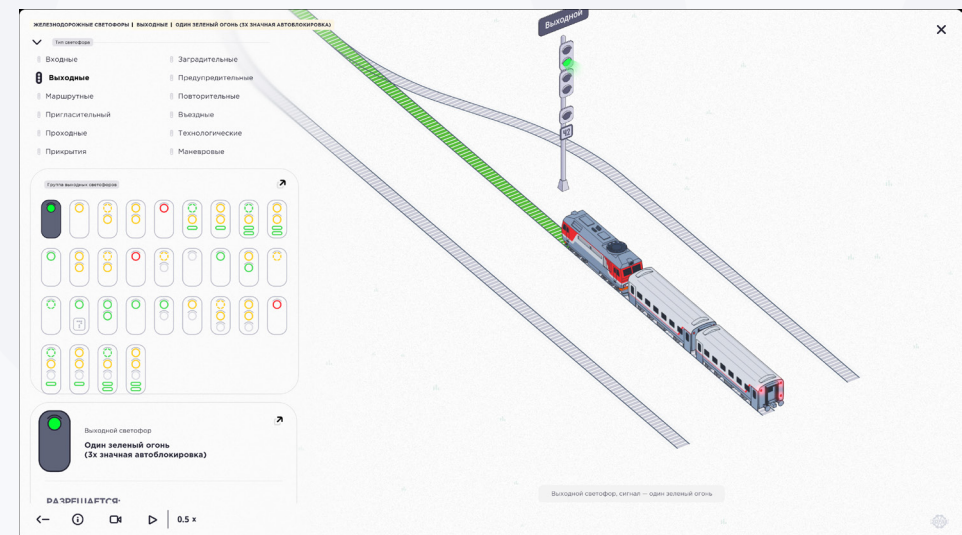 ЖЕЛЕЗНОДОРОЖНЫЕ СВЕТОФОРЫ | ВЫХОДНЫЕ | ОДИН ЗЕЛЕНЫЙ ОГОНЬ (3Х ЗНАЧНАЯ АВТОБЛОКИРОВКА)
Тип светофора
Входные
Заградительные
Выходные
Предупредительные
Маршрутные
Повторительные
Пригласительный
Въездные
Проходные
Технологические
Прикрытия
Маневровые
Группа выходных светофоров
?
Выходной
Ч2
Выходной светофор
Один зеленый огонь
(3х значная автоблокировка)
РАЗРЕШАЕТСЯ:
0.5 x
Выходной светофор, сигнал — один зеленый огонь